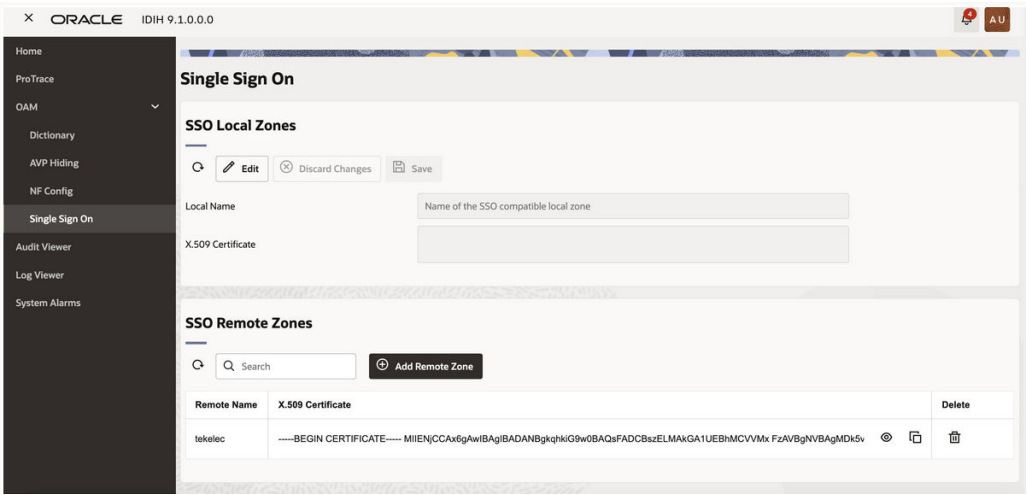 ORACLE IDIH 9.1.0.0.0
4
AU
Home
ProTrace
OAM
Dictionary
AVP Hiding
NF Config
Single Sign On
Audit Viewer
Log Viewer
System Alarms
Single Sign On
SSO Local Zones
Edit
Discard Changes
Save
Local Name
Name of the SSO compatible local zone
X.509 Certificate
SSO Remote Zones
Search
Add Remote Zone
Remote Name X.509 Certificate Delete
tekelec -----BEGIN CERTIFICATE----- MIIENjCCAx6gAwIBAgIBADANBgkqhkiG9w0BAQsFADCBszELMAkGA1UEBhMCVVMx FzAVBgNVBAgMDk5v